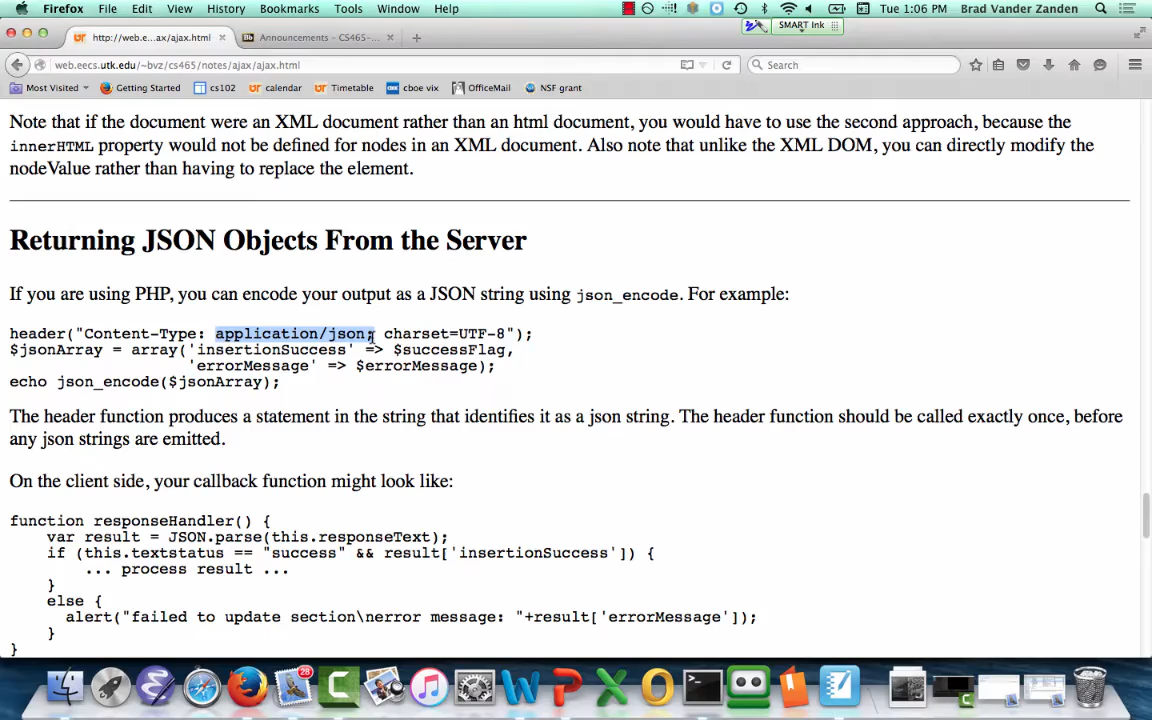 Firefox File Edit View History Bookmarks Tools Window Help Tue 1:06 PM Brad Vander Zanden
SMART Ink
http://web.e...ax/ajax.html Announcements – CS465-...
web.eecs.utk.edu/~bvz/cs465/notes/ajax/ajax.html Search
Most Visited Getting Started cs102 calendar Timetable cboe vix OfficeMail NSF grant
Note that if the document were an XML document rather than an html document, you would have to use the second approach, because the
innerHTML property would not be defined for nodes in an XML document. Also note that unlike the XML DOM, you can directly modify the
nodeValue rather than having to replace the element.
Returning JSON Objects From the Server
If you are using PHP, you can encode your output as a JSON string using json_encode. For example:
header("Content-Type: application/json; charset=UTF-8");
$jsonArray = array('insertionSuccess' => $successFlag,
'errorMessage' => $errorMessage);
echo json_encode($jsonArray);
The header function produces a statement in the string that identifies it as a json string. The header function should be called exactly once, before
any json strings are emitted.
On the client side, your callback function might look like:
function responseHandler() {
var result = JSON.parse(this.responseText);
if (this.textstatus == "success" && result['insertionSuccess']) {
... process result ...
}
else {
alert("failed to update section\nerror message: "+result['errorMessage']);
}
}
28